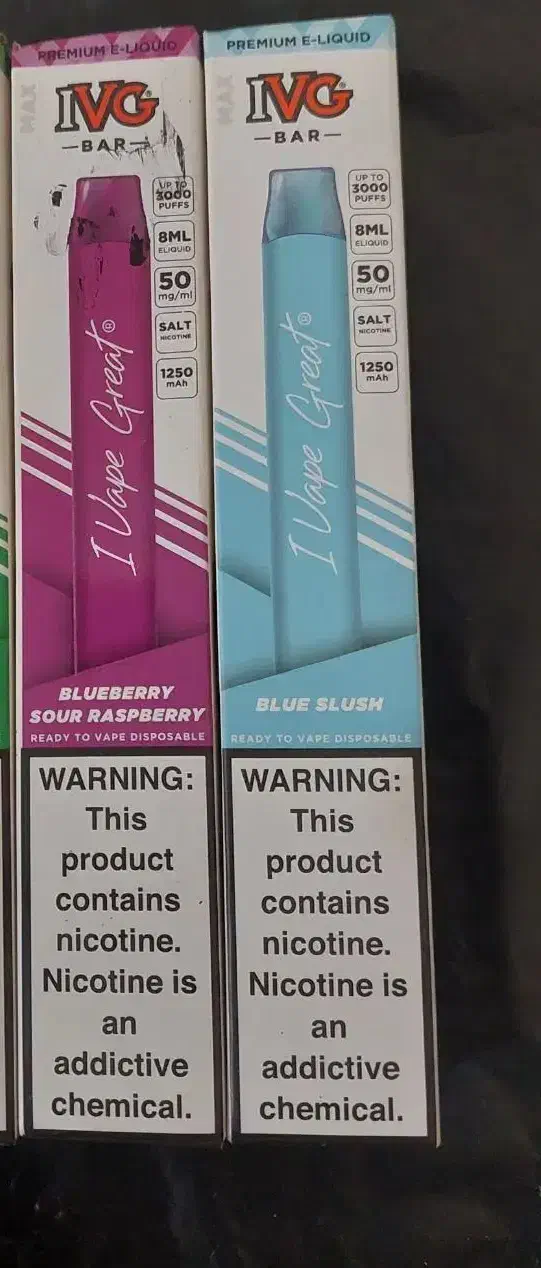 PREMIUM E-LIQUID
MAX
IVG
BAR
UP TO
3000
PUFFS
8ML
ELIQUID
50
mg/ml
SALT
NICOTINE
1250
mAh
I Vape Great®
BLUEBERRY
SOUR RASPBERRY
READY TO VAPE DISPOSABLE
WARNING:
This
product
contains
nicotine.
Nicotine is
an
addictive
chemical.
PREMIUM E-LIQUID
MAX
IVG
BAR
UP TO
3000
PUFFS
8ML
ELIQUID
50
mg/ml
SALT
NICOTINE
1250
mAh
I Vape Great®
BLUE SLUSH
READY TO VAPE DISPOSABLE
WARNING:
This
product
contains
nicotine.
Nicotine is
an
addictive
chemical.